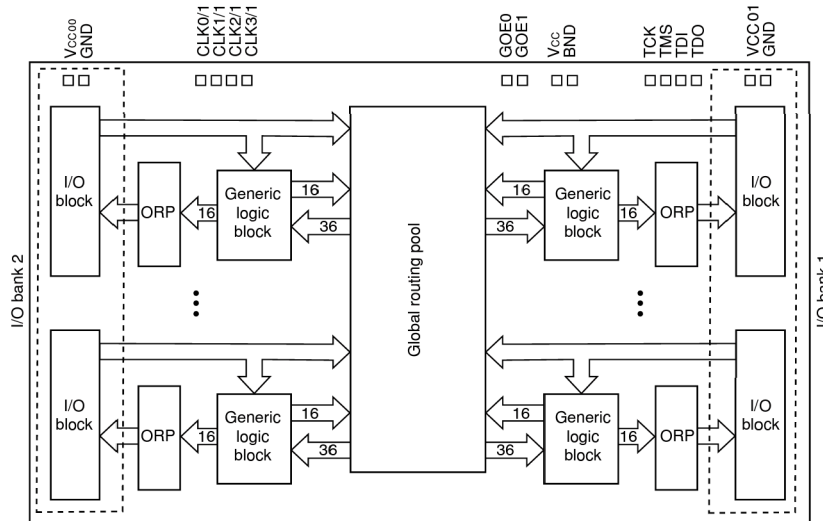 VCC00
GND
CLK0/1
CLK1/1
CLK2/1
CLK3/1
GOE0
GOE1
VCC
BND
TCK
TMS
TDI
TDO
VCC01
GND
I/O bank 2
I/O
block
ORP
16
Generic
logic
block
16
36
Global routing pool
16
36
Generic
logic
block
16
ORP
I/O
block
I/O bank 1
I/O
block
ORP
16
Generic
logic
block
16
36
16
36
Generic
logic
block
16
ORP
I/O
block